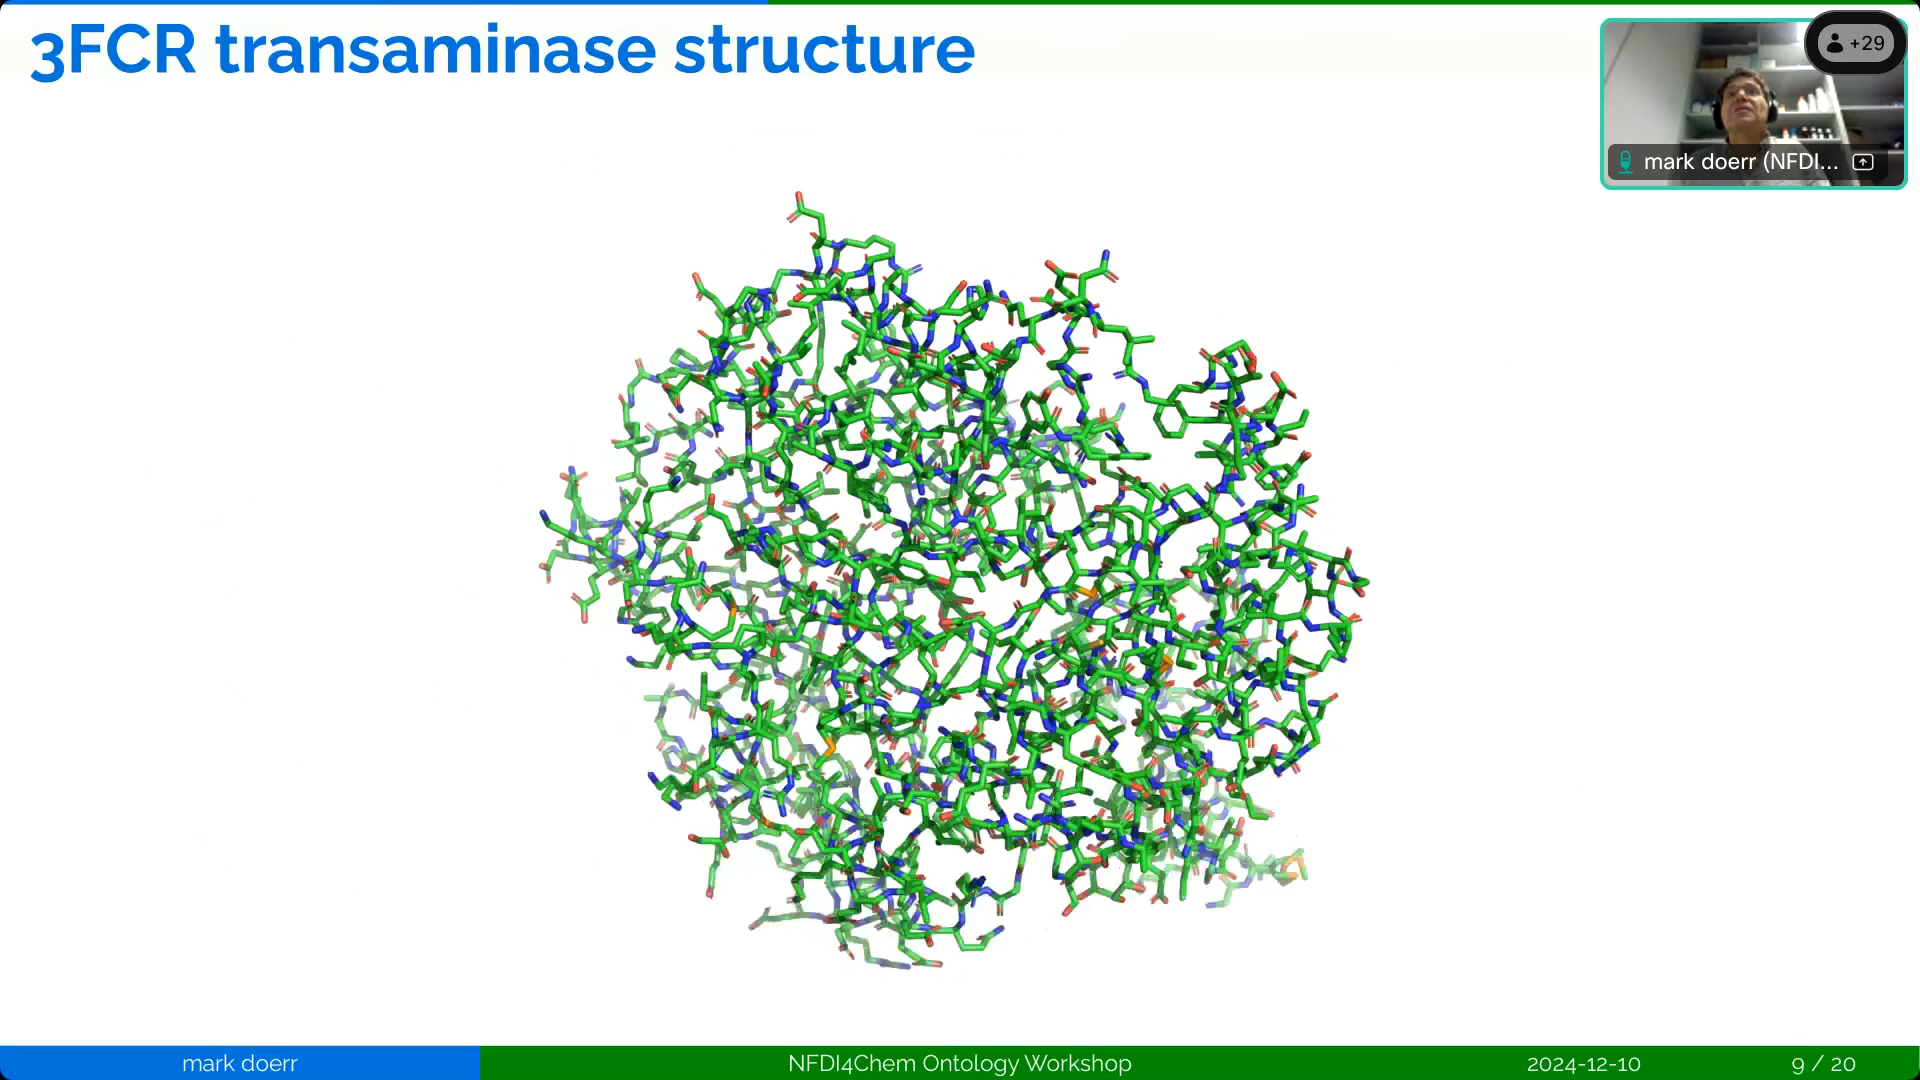 3FCR transaminase structure
+29
mark doerr (NFDI...
mark doerr
NFDI4Chem Ontology Workshop
2024-12-10
9 / 20